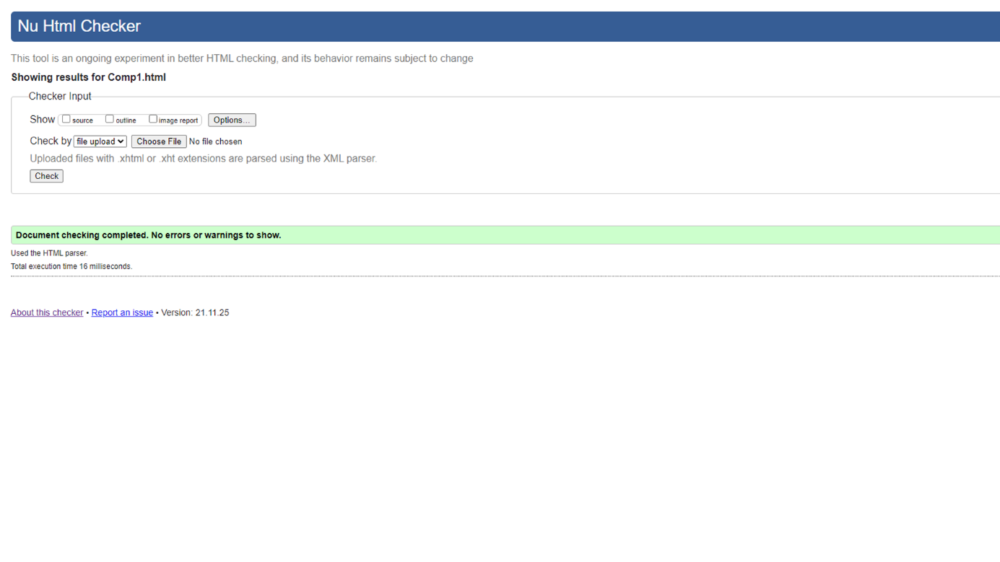 Nu Html Checker
This tool is an ongoing experiment in better HTML checking, and its behavior remains subject to change
Showing results for Comp1.html
Checker Input
Show source outline image report Options...
Check by file upload Choose File No file chosen
Uploaded files with .xhtml or .xht extensions are parsed using the XML parser.
Check
Document checking completed. No errors or warnings to show.
Used the HTML parser.
Total execution time 16 milliseconds.
About this checker • Report an issue • Version: 21.11.25